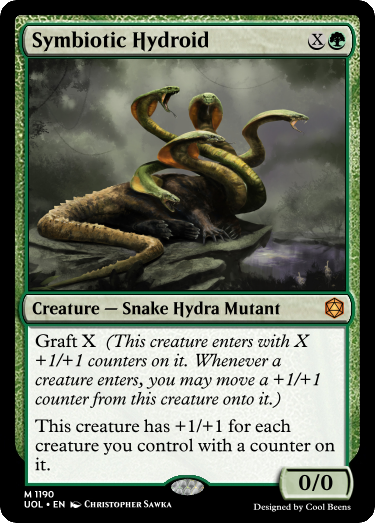 Symbiotic Hydroid X
Creature — Snake Hydra Mutant
Graft X (This creature enters with X
+1/+1 counters on it. Whenever a
creature enters, you may move a +1/+1
counter from this creature onto it.)
This creature has +1/+1 for each
creature you control with a counter on
it.
0/0
M 1190
UOL • EN Christopher Sawka
Designed by Cool Beens